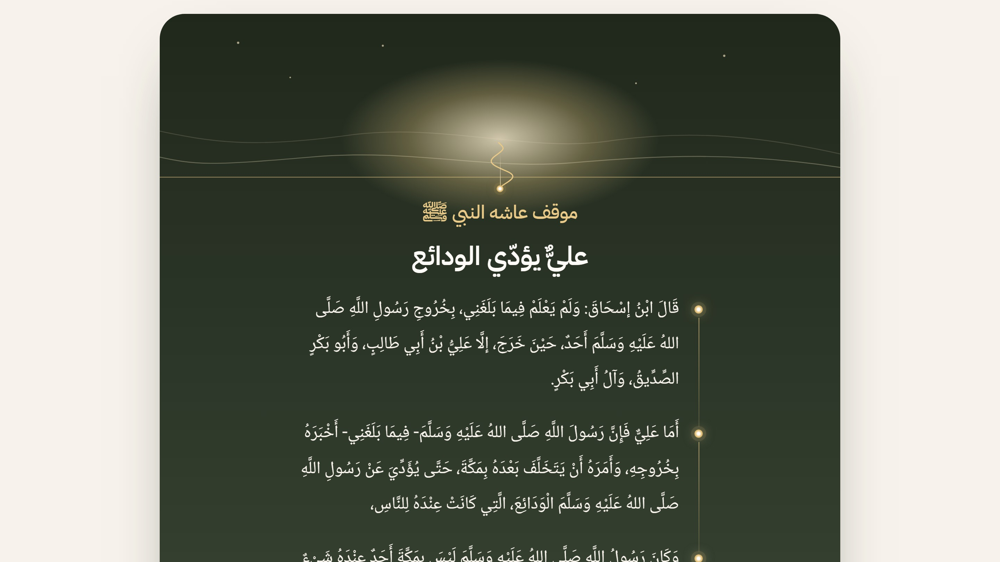 موقف عاشه النبي ﷺ
عليٌّ يؤدّي الودائع
قَالَ ابْنُ إسْحَاقَ: وَلَمْ يَعْلَمْ فِيمَا بَلَغَنِي، بِخُرُوجِ رَسُولِ اللَّهِ صَلَّى
اللهُ عَلَيْهِ وَسَلَّمَ أَحَدٌ، حَيْنَ خَرَجَ، إلَّا عَلِيُّ بْنُ أَبِي طَالِبٍ، وَأَبُو بَكْرٍ
الصِّدِّيقُ، وَآلُ أَبِي بَكْرٍ.
أَمَا عَلِيٌّ فَإِنَّ رَسُولَ اللَّهِ صَلَّى اللهُ عَلَيْهِ وَسَلَّمَ- فِيمَا بَلَغَنِي- أَخْبَرَهُ
بِخُرُوجِهِ، وَأَمَرَهُ أَنْ يَتَخَلَّفَ بَعْدَهُ بِمَكَّةَ، حَتَّى يُؤَدِّيَ عَنْ رَسُولِ اللَّهِ
صَلَّى اللهُ عَلَيْهِ وَسَلَّمَ الْوَدَائِعَ، الَّتِي كَانَتْ عِنْدَهُ لِلنَّاسِ،
وَكَانَ رَسُولُ اللَّهِ صَلَّى اللهُ عَلَيْهِ وَسَلَّمَ لَيْسَ بِمَكَّةَ أَحَدٌ عِنْدَهُ شَيْءٌ